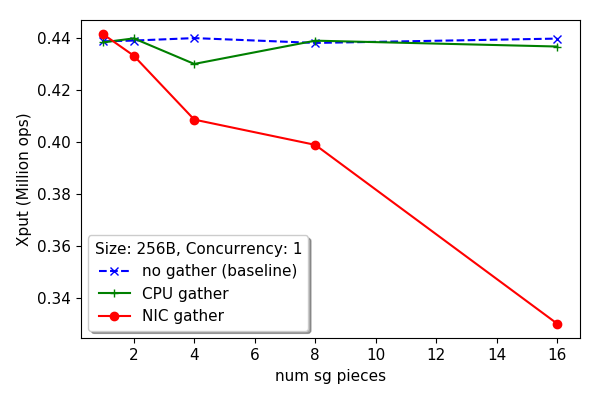 0.44
0.42
0.40
0.38
0.36
0.34
Xput (Million ops)
Size: 256B, Concurrency: 1
no gather (baseline)
CPU gather
NIC gather
2 4 6 8 10 12 14 16
num sg pieces